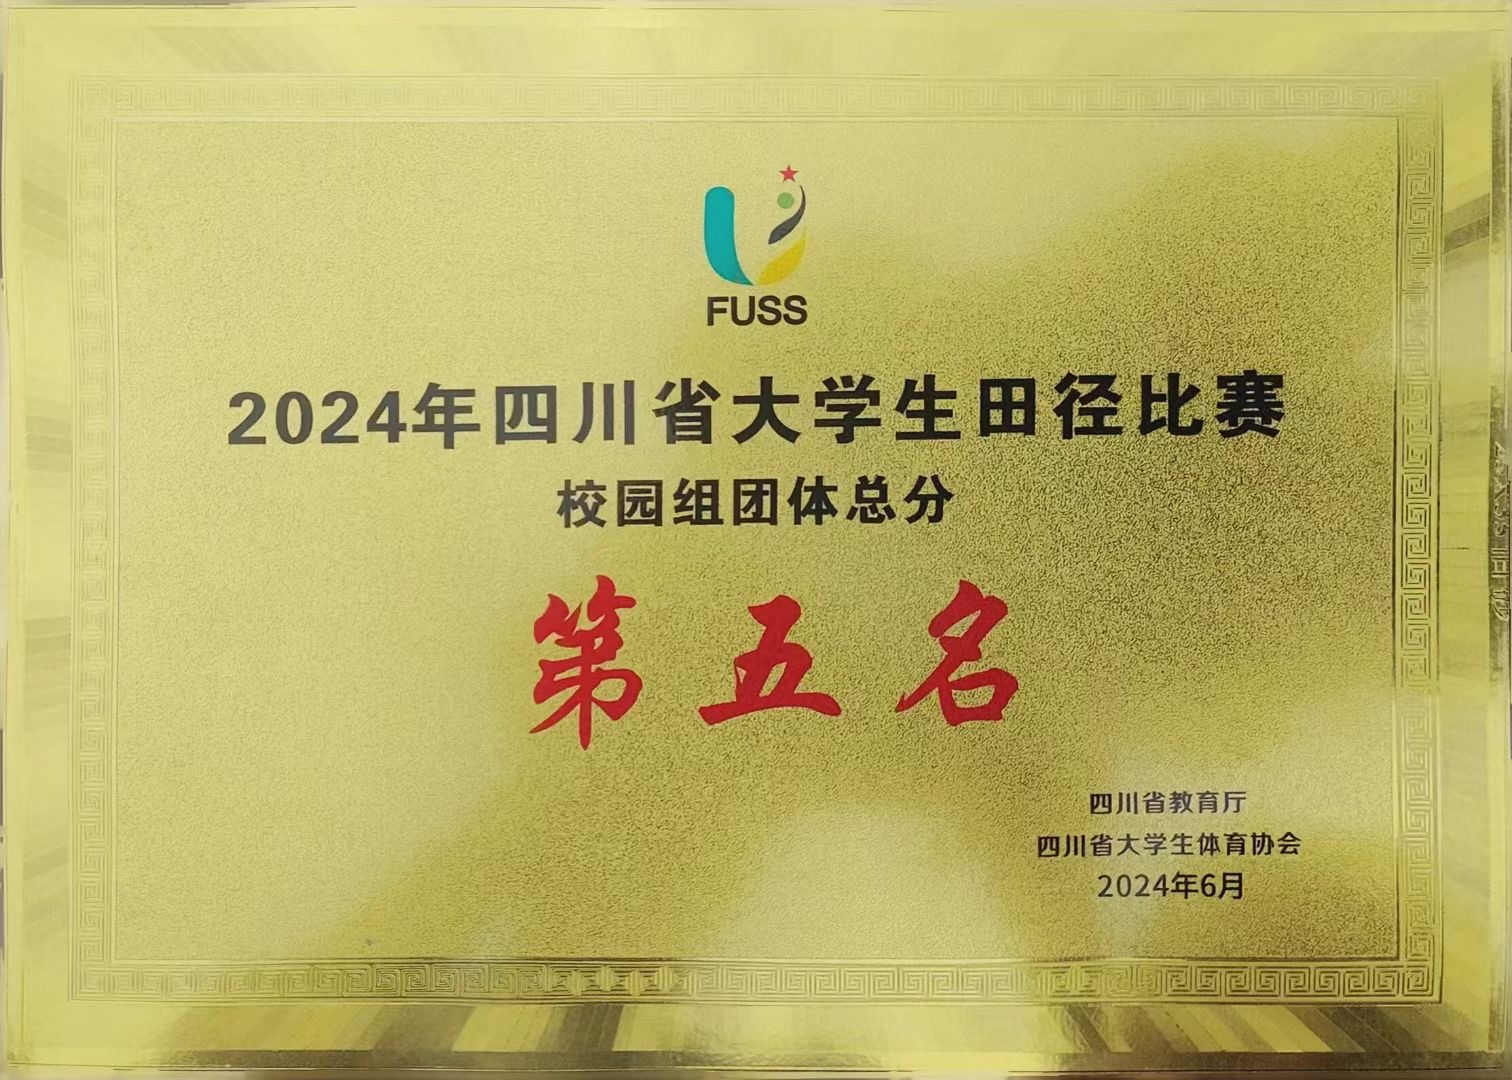 FUSS
2024年四川省大学生田径比赛
校园组团体总分
第五名
四川省教育厅
四川省大学生体育协会
2024年6月